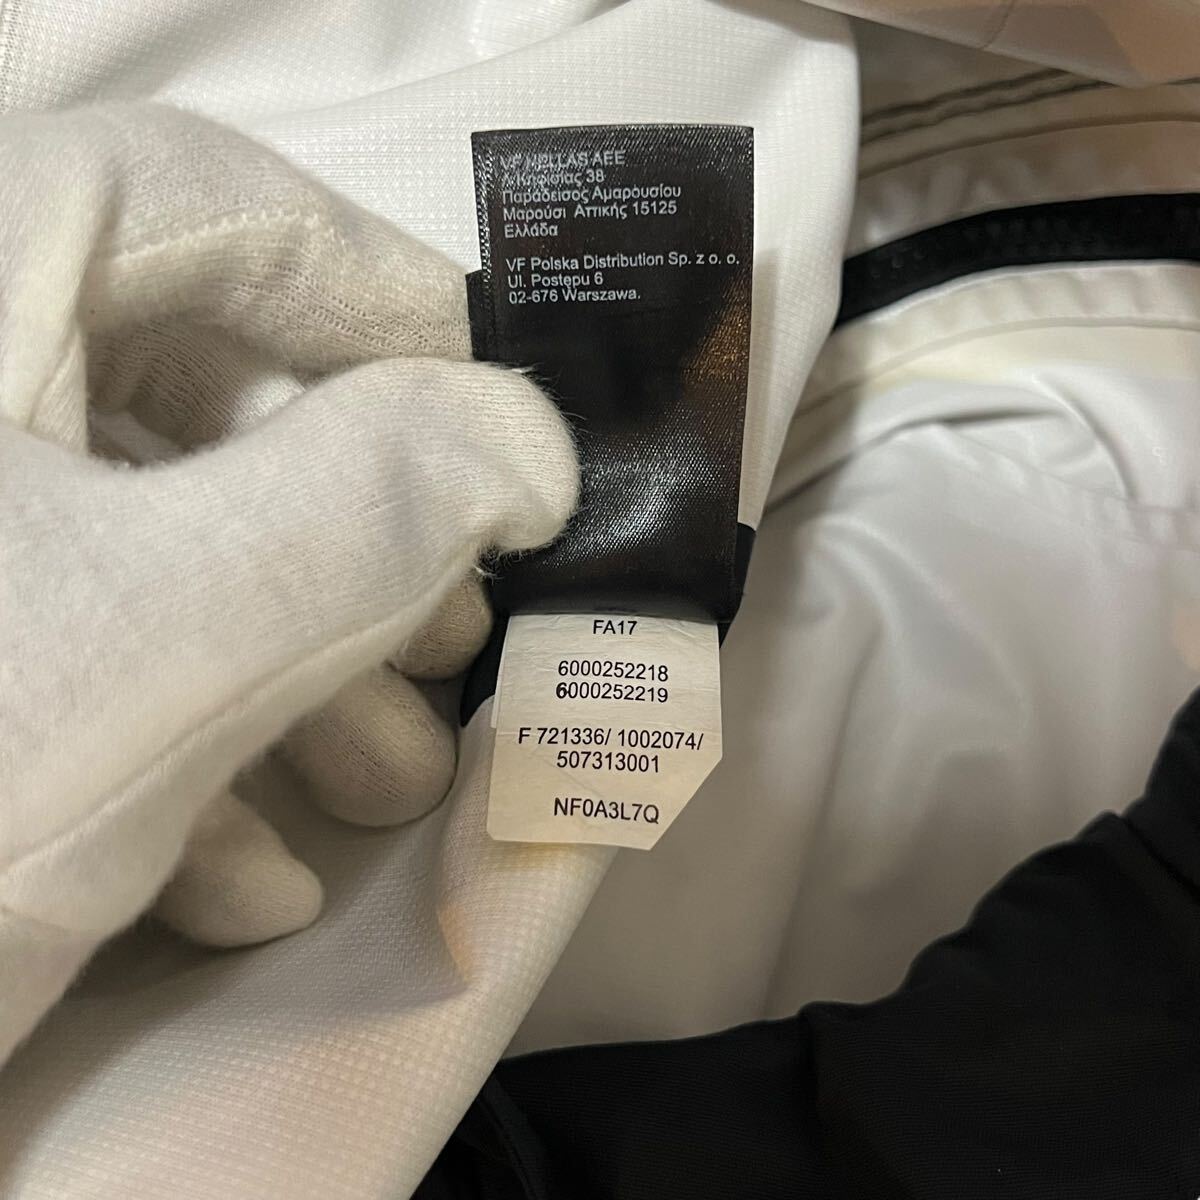 VF HELLAS AEE
Κηφισίας 38
Παράδεισος Αμαρουσίου
Μαρούσι Αττικής 15125
Ελλάδα
VF Polska Distribution Sp. z o. o.
Ul. Postępu 6
02-676 Warszawa.
FA17
6000252218
6000252219
F 721336/ 1002074/
507313001
NF0A3L7Q